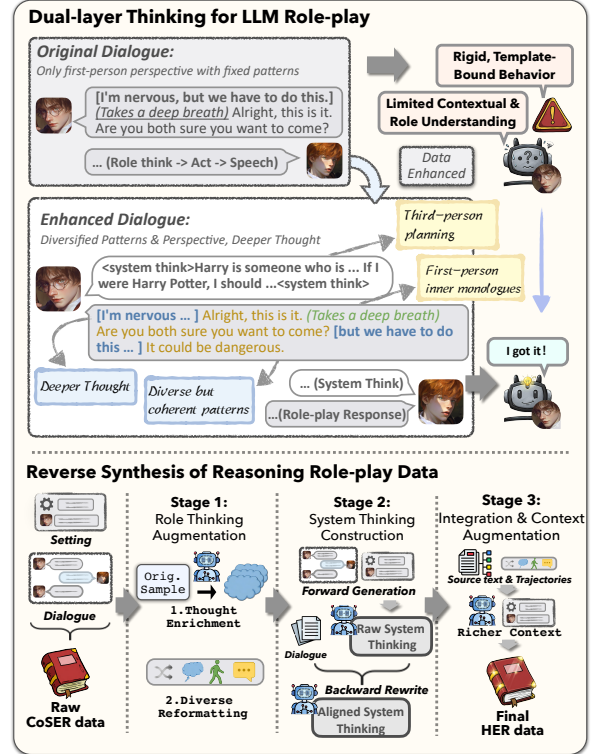 Dual-layer Thinking for LLM Role-play
Original Dialogue:
Only first-person perspective with fixed patterns
[I'm nervous, but we have to do this.]
(Takes a deep breath) Alright, this is it.
Are you both sure you want to come?
... (Role think -> Act -> Speech)
Rigid, Template-
Bound Behavior
Limited Contextual &
Role Understanding
Data
Enhanced
Enhanced Dialogue:
Diversified Patterns & Perspective, Deeper Thought
Third-person
planning
<system think>Harry is someone who is ... If I
were Harry Potter, I should ...<system think>
First-person
inner monologues
[I'm nervous ... ] Alright, this is it. (Takes a deep breath)
Are you both sure you want to come? [but we have to do
this ... ] It could be dangerous.
Deeper Thought
Diverse but
coherent patterns
... (System Think)
...(Role-play Response)
I got it!
Reverse Synthesis of Reasoning Role-play Data
Setting
Dialogue
Raw
CoSER data
Stage 1:
Role Thinking
Augmentation
Orig.
Sample
1.Thought
Enrichment
2.Diverse
Reformatting
Stage 2:
System Thinking
Construction
Forward Generation
Dialogue
Raw System
Thinking
Backward Rewrite
Aligned System
Thinking
Stage 3:
Integration & Context
Augmentation
Source text & Trajectories
Richer Context
Final
HER data